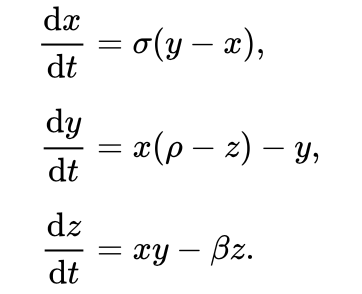 dx/dt = σ(y − x),
dy/dt = x(ρ − z) − y,
dz/dt = xy − βz.